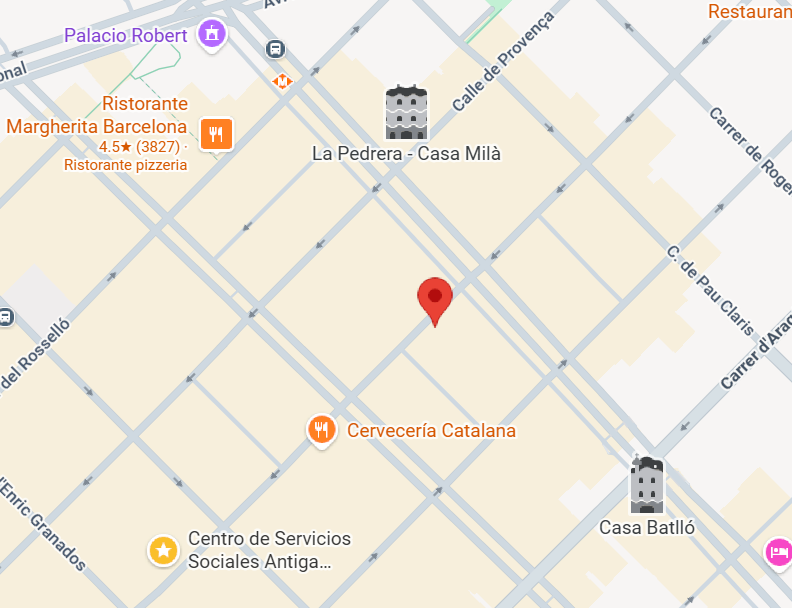 Restauran
Palacio Robert
Av
onal
Calle de Provença
Ristorante
Margherita Barcelona
4.5★ (3827) ·
Ristorante pizzeria
La Pedrera - Casa Milà
Carrer de Roger
C. de Pau Claris
del Rosselló
Carrer d'Arag
Cervecería Catalana
Casa Batlló
d'Enric Granados
Centro de Servicios
Sociales Antiga...